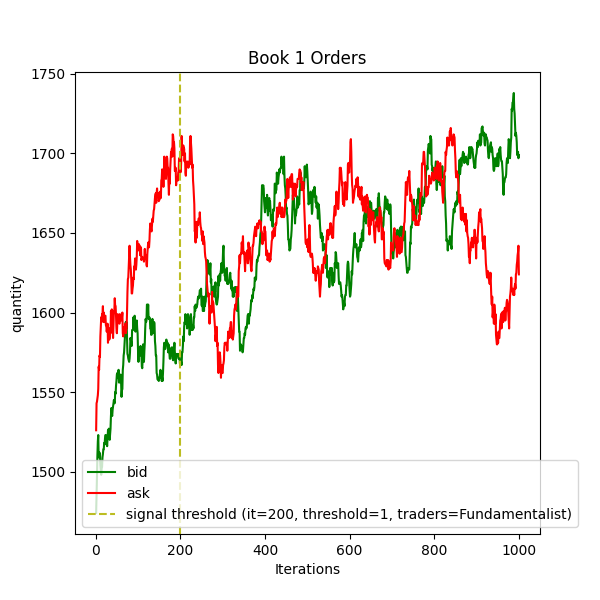 Book 1 Orders
1750
1700
1650
1600
1550
1500
quantity
bid
ask
signal threshold (it=200, threshold=1, traders=Fundamentalist)
0 200 400 600 800 1000
Iterations